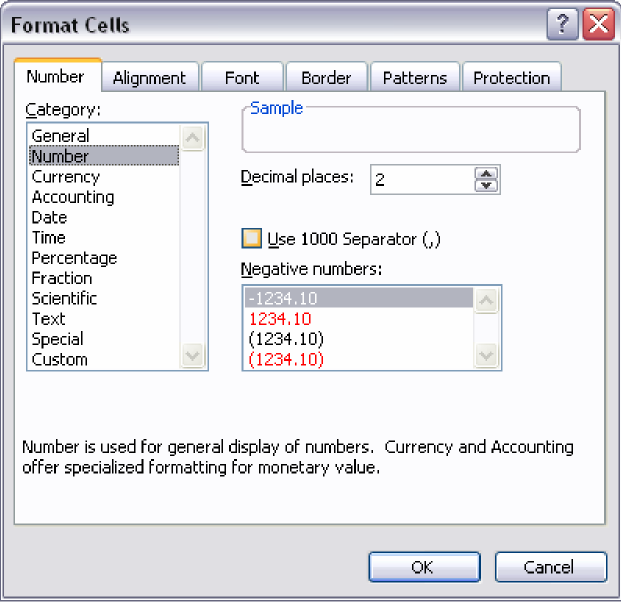 Format Cells
Number Alignment Font Border Patterns Protection
Category:
General
Number
Currency
Accounting
Date
Time
Percentage
Fraction
Scientific
Text
Special
Custom
Sample
Decimal places: 2
Use 1000 Separator (,)
Negative numbers:
-1234.10
1234.10
(1234.10)
(1234.10)
Number is used for general display of numbers. Currency and Accounting
offer specialized formatting for monetary value.
OK Cancel